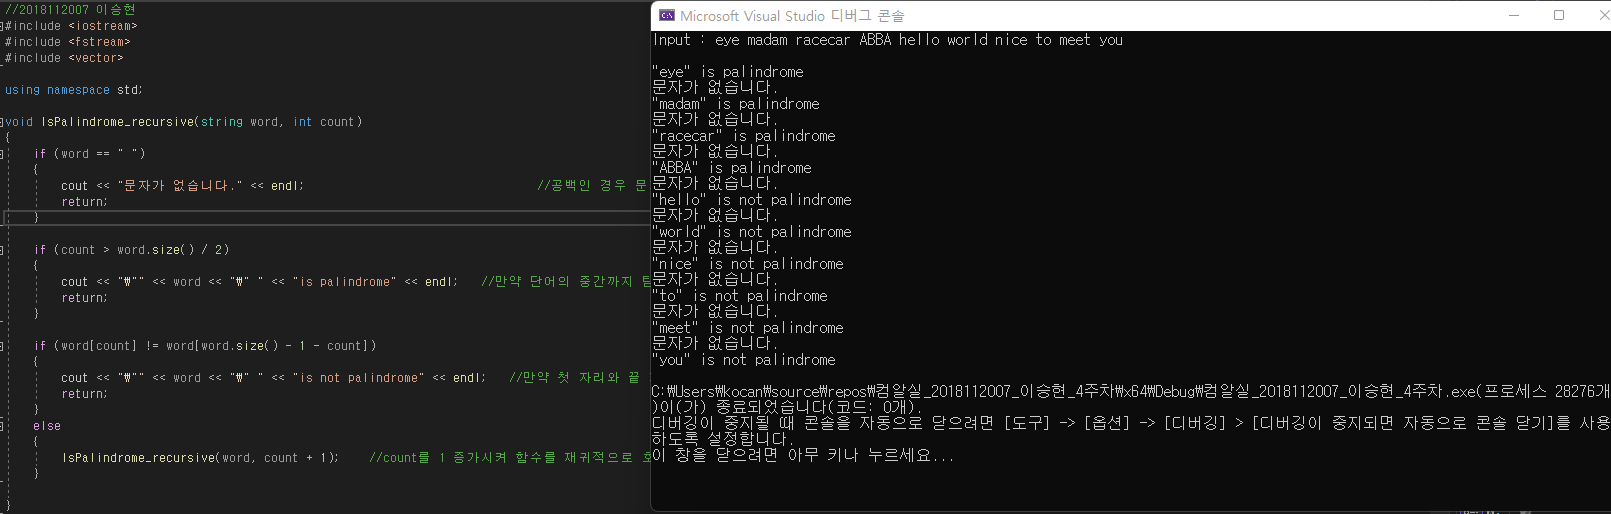 //2018112007 이승현
#include <iostream>
#include <fstream>
#include <vector>
using namespace std;
void IsPalindrome_recursive(string word, int count)
{
if (word == " ")
{
cout << "문자가 없습니다." << endl; //공백인 경우 문
return;
}
if (count > word.size() / 2)
{
cout << "₩"" << word << "₩" " << "is palindrome" << endl; //만약 단어의 중간까지 탐
return;
}
if (word[count] != word[word.size() - 1 - count])
{
cout << "₩"" << word << "₩" " << "is not palindrome" << endl; //만약 첫 자리와 끝
return;
}
else
{
IsPalindrome_recursive(word, count + 1); //count를 1 증가시켜 함수를 재귀적으로 호
}
}
Microsoft Visual Studio 디버그 콘솔
Input : eye madam racecar ABBA hello world nice to meet you
"eye" is palindrome
문자가 없습니다.
"madam" is palindrome
문자가 없습니다.
"racecar" is palindrome
문자가 없습니다.
"ABBA" is palindrome
문자가 없습니다.
"hello" is not palindrome
문자가 없습니다.
"world" is not palindrome
문자가 없습니다.
"nice" is not palindrome
문자가 없습니다.
"to" is not palindrome
문자가 없습니다.
"meet" is not palindrome
문자가 없습니다.
"you" is not palindrome
C:₩Users₩kocan₩source₩repos₩컴알실_2018112007_이승현_4주차₩x64₩Debug₩컴알실_2018112007_이승현_4주차.exe(프로세스 28276개
)이(가) 종료되었습니다(코드: 0개).
디버깅이 중지될 때 콘솔을 자동으로 닫으려면 [도구] -> [옵션] -> [디버깅] > [디버깅이 중지되면 자동으로 콘솔 닫기]를 사용
하도록 설정합니다.
이 창을 닫으려면 아무 키나 누르세요...